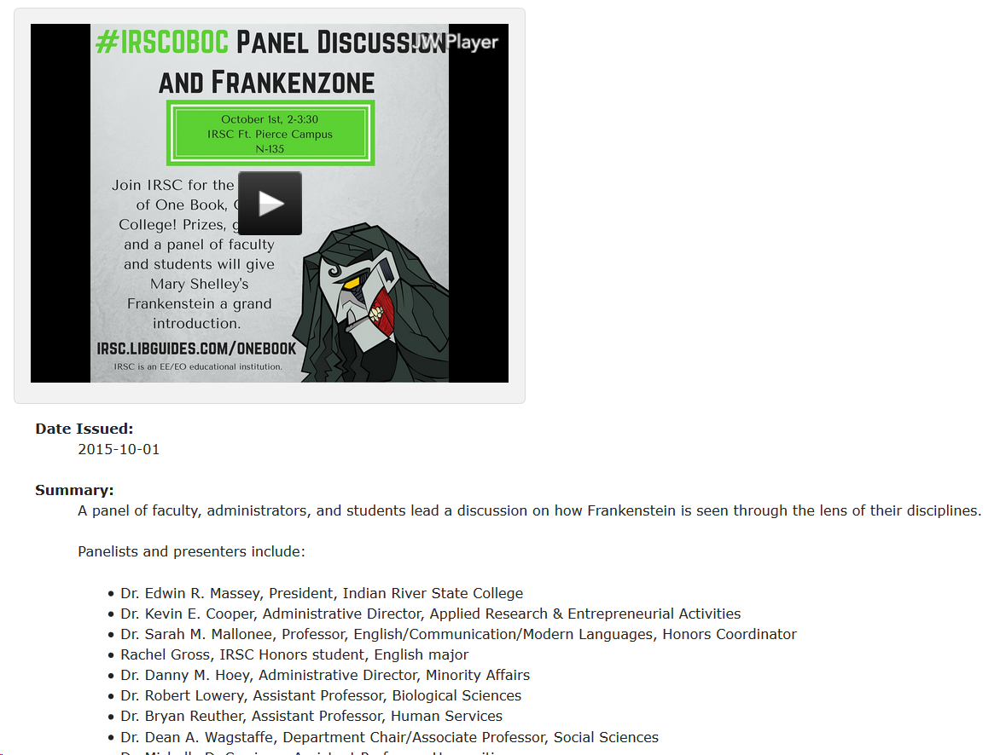 #IRSCOBOC PANEL DISCUSSION
JW Player
AND FRANKENZONE
October 1st, 2-3:30
IRSC Ft. Pierce Campus
N-135
Join IRSC for the
of One Book,
College! Prizes,
and a panel of faculty
and students will give
Mary Shelley's
Frankenstein a grand
introduction.
IRSC.LIBGUIDES.COM/ONEBOOK
IRSC is an EE/EO educational institution.
Date Issued:
2015-10-01
Summary:
A panel of faculty, administrators, and students lead a discussion on how Frankenstein is seen through the lens of their disciplines.
Panelists and presenters include:
• Dr. Edwin R. Massey, President, Indian River State College
• Dr. Kevin E. Cooper, Administrative Director, Applied Research & Entrepreneurial Activities
• Dr. Sarah M. Mallonee, Professor, English/Communication/Modern Languages, Honors Coordinator
• Rachel Gross, IRSC Honors student, English major
• Dr. Danny M. Hoey, Administrative Director, Minority Affairs
• Dr. Robert Lowery, Assistant Professor, Biological Sciences
• Dr. Bryan Reuther, Assistant Professor, Human Services
• Dr. Dean A. Wagstaffe, Department Chair/Associate Professor, Social Sciences